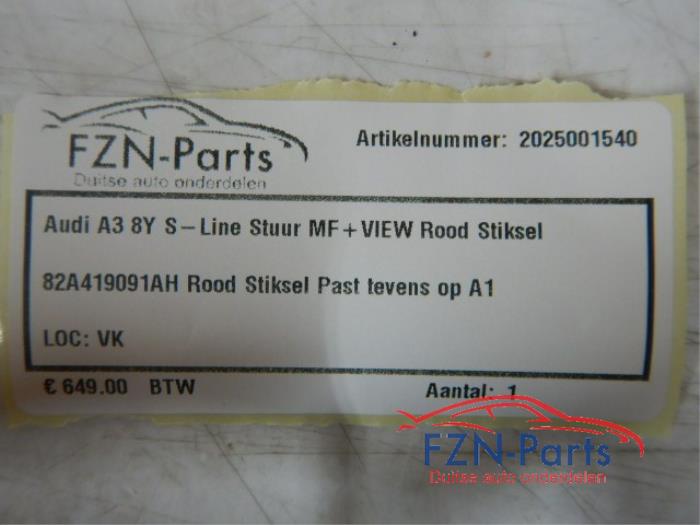 FZN-Parts
Duitse auto onderdelen
Artikelnummer: 2025001540
Audi A3 8Y S-Line Stuur MF+VIEW Rood Stiksel
82A419091AH Rood Stiksel Past tevens op A1
LOC: VK
€ 649.00 BTW
Aantal: 1
FZN-Parts
Duitse auto onderdelen